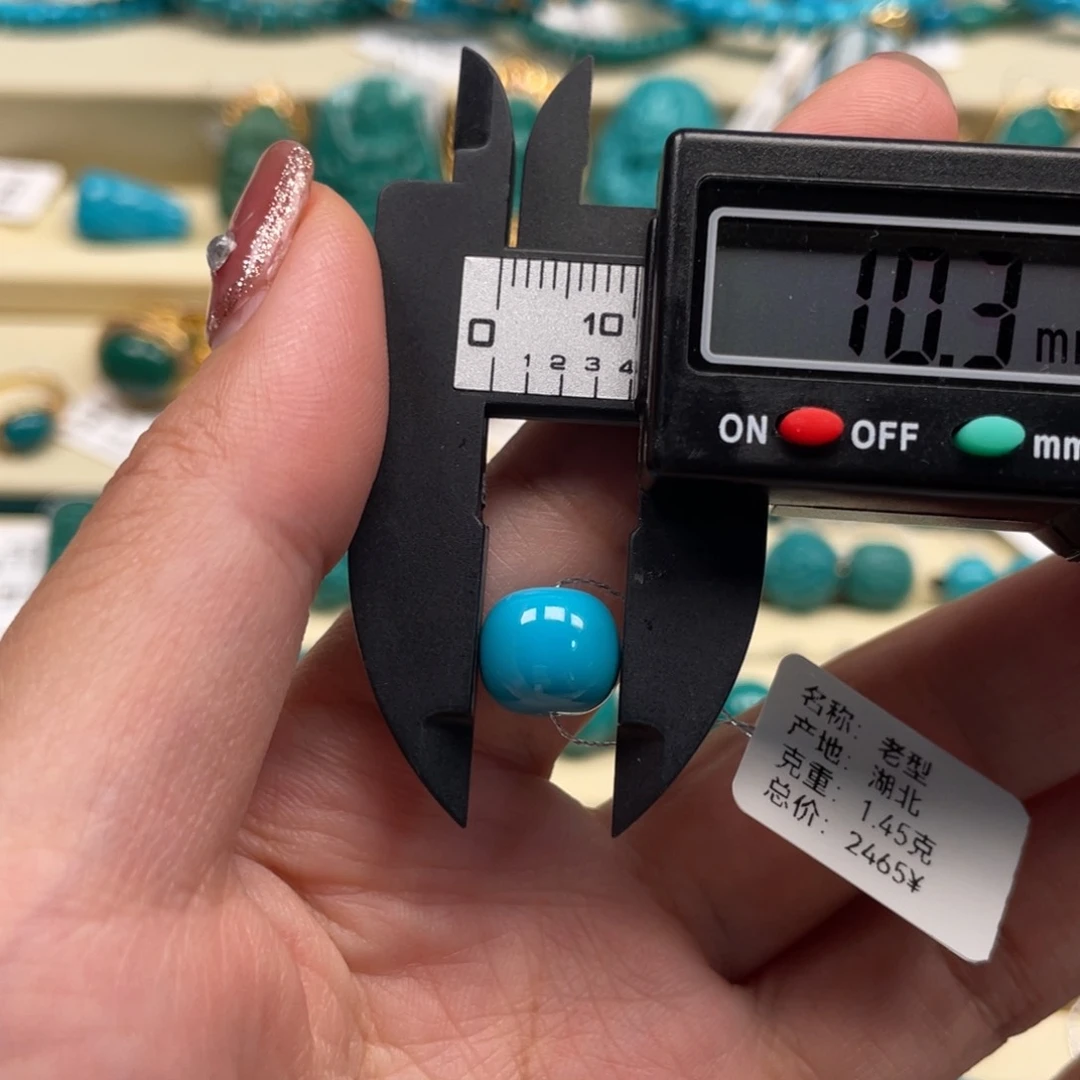 10.3 mm
0 10
1 2 3 4
ON OFF mm
名称: 老型
产地: 湖北
克重: 1.45克
总价: 2465¥